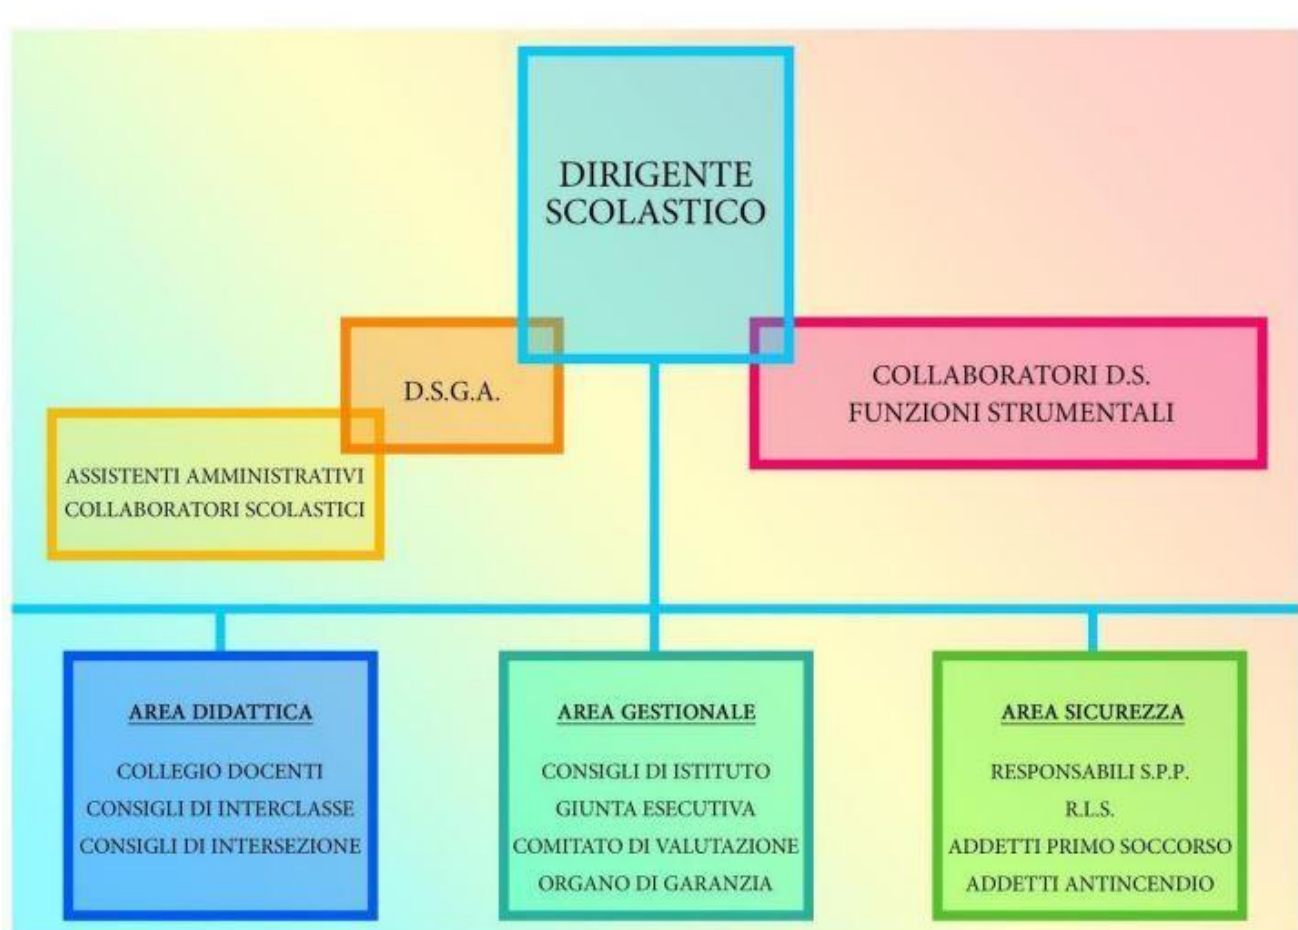 DIRIGENTE
SCOLASTICO
D.S.G.A.
COLLABORATORI D.S.
FUNZIONI STRUMENTALI
ASSISTENTI AMMINISTRATIVI
COLLABORATORI SCOLASTICI
AREA DIDATTICA
COLLEGIO DOCENTI
CONSIGLI DI INTERCLASSE
CONSIGLI DI INTERSEZIONE
AREA GESTIONALE
CONSIGLI DI ISTITUTO
GIUNTA ESECUTIVA
COMITATO DI VALUTAZIONE
ORGANO DI GARANZIA
AREA SICUREZZA
RESPONSABILI S.P.P.
R.L.S.
ADDETTI PRIMO SOCCORSO
ADDETTI ANTINCENDIO